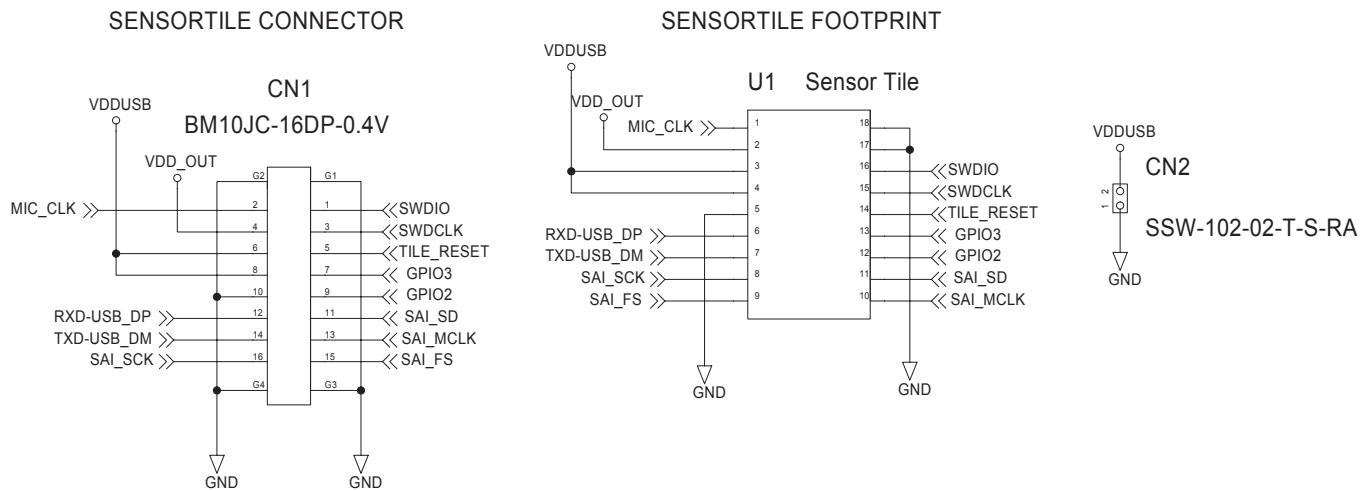 SENSORTILE CONNECTOR
SENSORTILE FOOTPRINT
CN1
BM10JC-16DP-0.4V
VDDUSB
VDD_OUT
G2 G1
MIC_CLK 2 1 SWDIO
4 3 SWDCLK
6 5 TILE_RESET
8 7 GPIO3
10 9 GPIO2
RXD-USB_DP 12 11 SAI_SD
TXD-USB_DM 14 13 SAI_MCLK
SAI_SCK 16 15 SAI_FS
G4 G3
GND GND
VDDUSB
U1 Sensor Tile
VDD_OUT
MIC_CLK 1 18
2 17
3 16 SWDIO
4 15 SWDCLK
5 14 TILE_RESET
RXD-USB_DP 6 13 GPIO3
TXD-USB_DM 7 12 GPIO2
SAI_SCK 8 11 SAI_SD
SAI_FS 9 10 SAI_MCLK
GND GND
VDDUSB
CN2
2
1
SSW-102-02-T-S-RA
GND